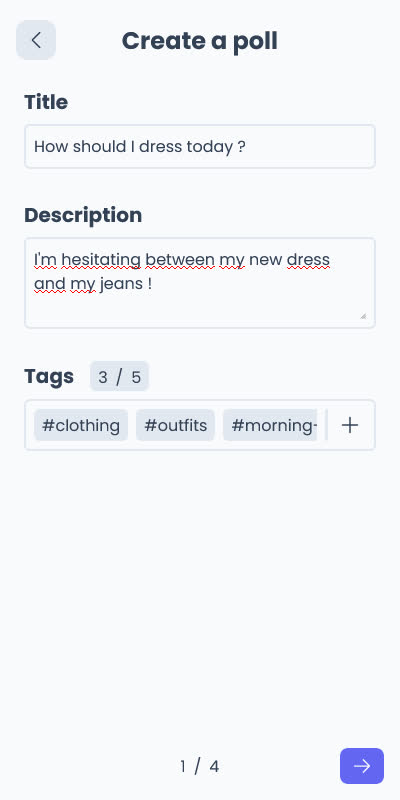 Create a poll
Title
How should I dress today ?
Description
I'm hesitating between my new dress
and my jeans !
Tags 3 / 5
#clothing #outfits #morning-
1 / 4